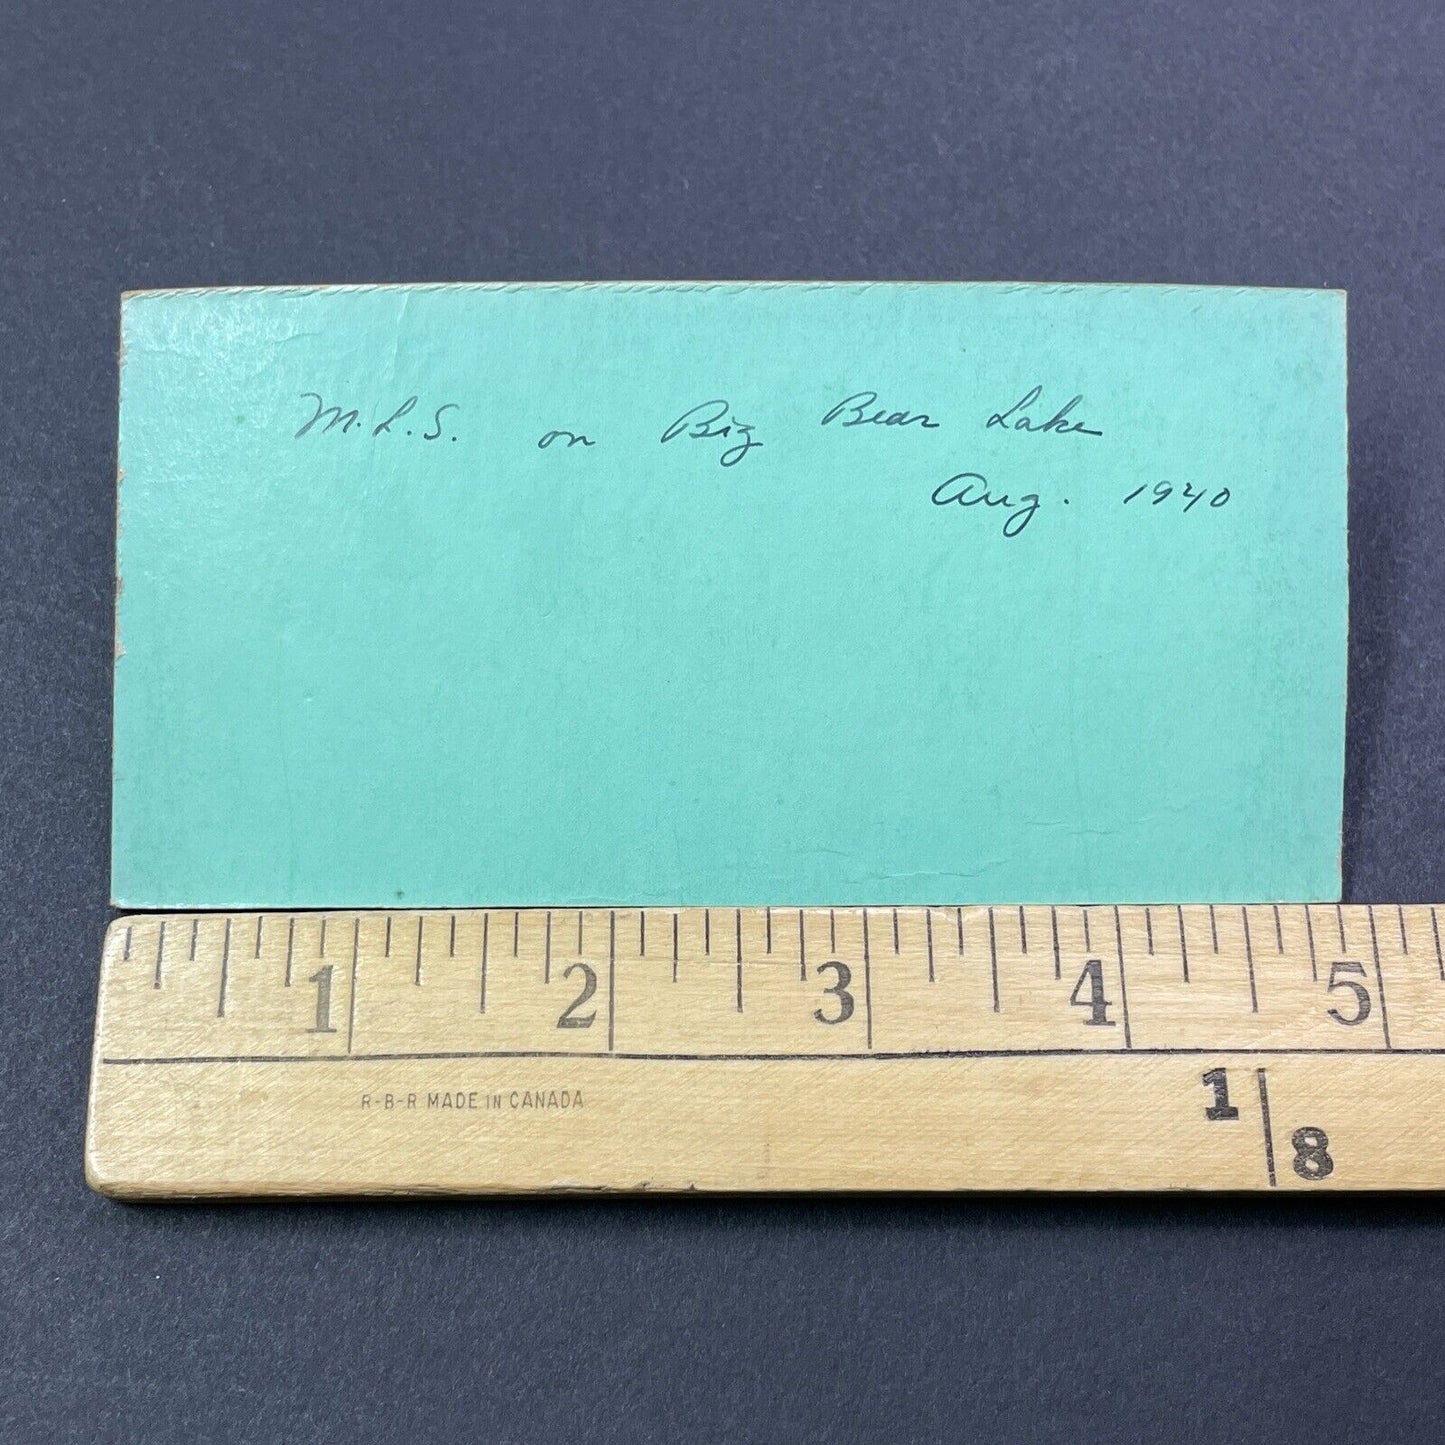 M.L.S. on Big Bear Lake
Aug. 1940
1 2 3 4 5
R-B-R MADE IN CANADA
1
8